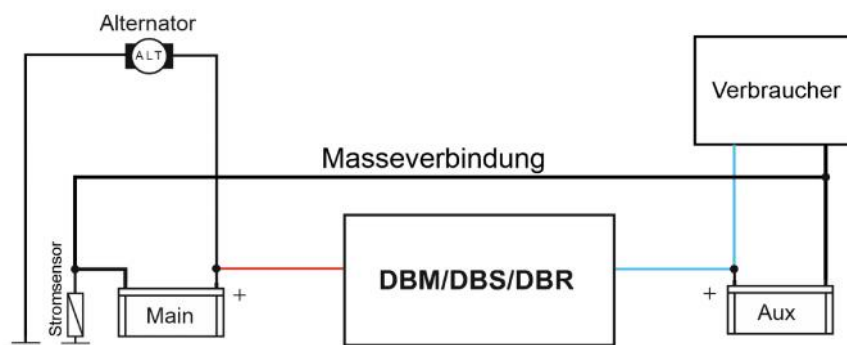 Alternator
ALT
Verbraucher
Masseverbindung
DBM/DBS/DBR
Stromsensor
Main
+
+
Aux